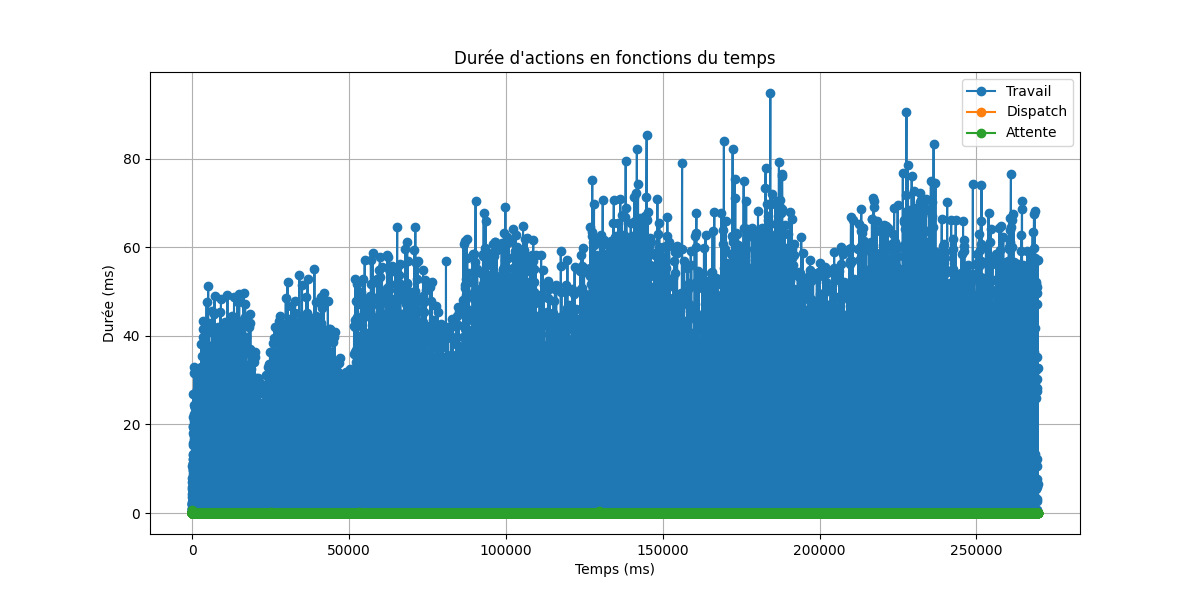 Durée d'actions en fonctions du temps
Travail
Dispatch
Attente
Durée (ms)
80
60
40
20
0
0
50000
100000
150000
200000
250000
Temps (ms)